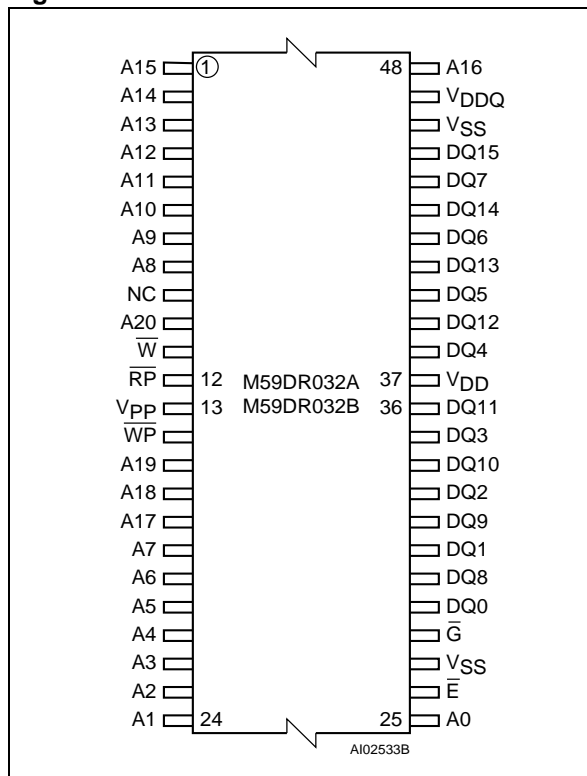 A15 ① 48 A16
A14 VDDQ
A13 VSS
A12 DQ15
A11 DQ7
A10 DQ14
A9 DQ6
A8 DQ13
NC DQ5
A20 DQ12
W̅ DQ4
R̅P̅ 12 M59DR032A 37 VDD
VPP 13 M59DR032B 36 DQ11
W̅P̅ DQ3
A19 DQ10
A18 DQ2
A17 DQ9
A7 DQ1
A6 DQ8
A5 DQ0
A4 G̅
A3 VSS
A2 E̅
A1 24 25 A0
AI02533B